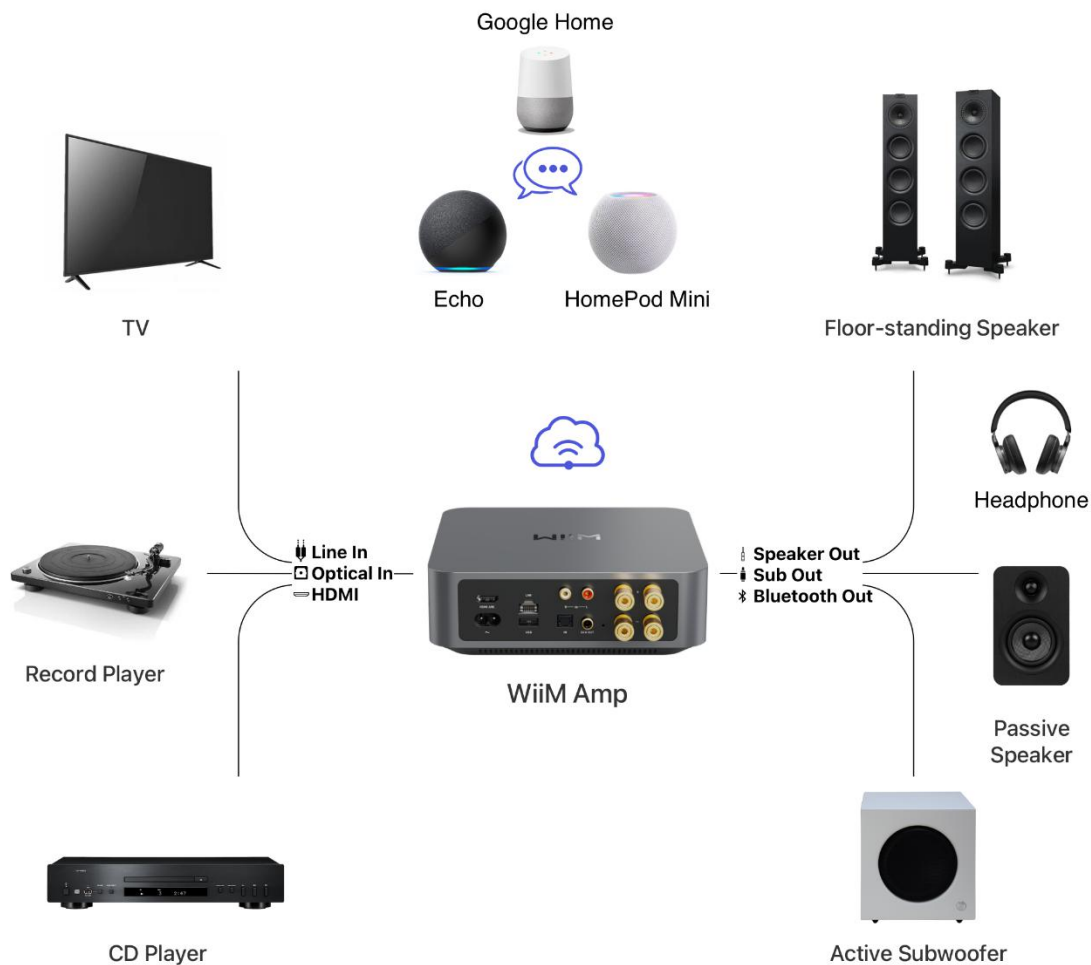 Google Home
TV
Echo
HomePod Mini
Floor-standing Speaker
Headphone
Line In
Optical In
HDMI
Speaker Out
Sub Out
Bluetooth Out
WiiM
Record Player
WiiM Amp
Passive
Speaker
CD Player
Active Subwoofer